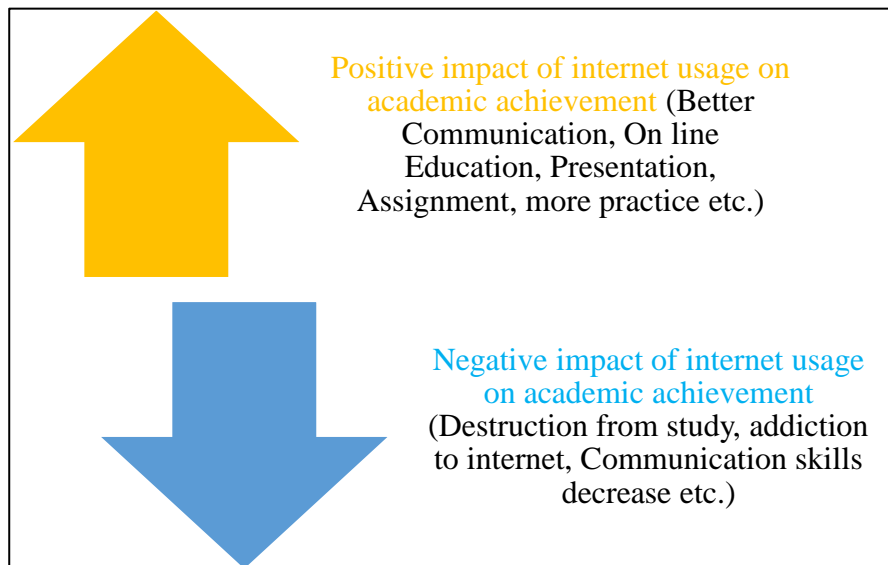 Positive impact of internet usage on
academic achievement (Better
Communication, On line
Education, Presentation,
Assignment, more practice etc.)
Negative impact of internet usage
on academic achievement
(Destruction from study, addiction
to internet, Communication skills
decrease etc.)